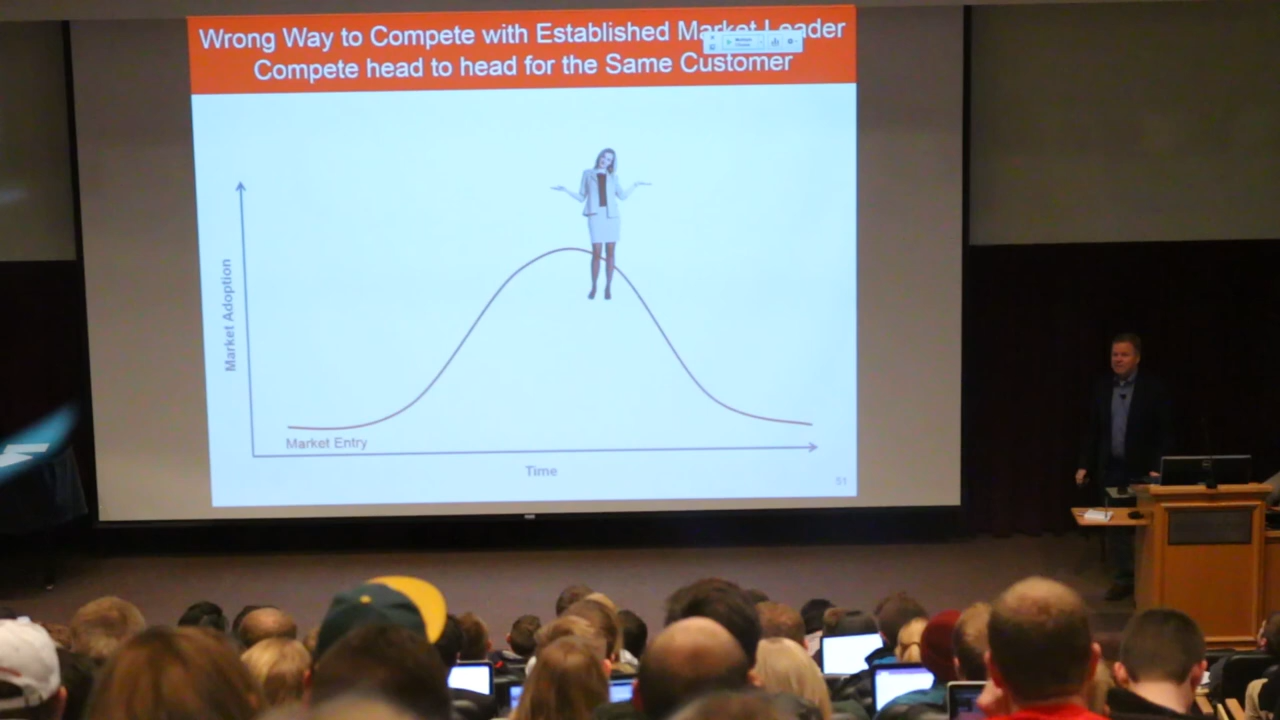 Wrong Way to Compete with Established Market Leader
Compete head to head for the Same Customer
Market Adoption
Market Entry
Time
51